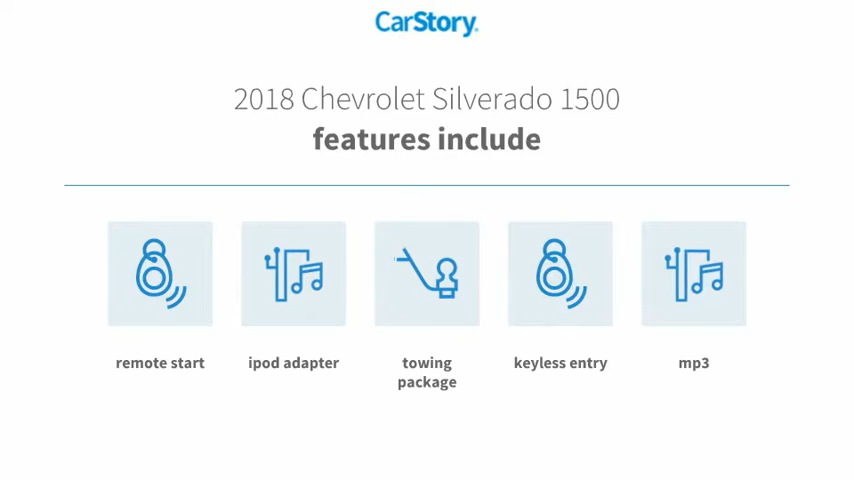 CarStory
2018 Chevrolet Silverado 1500
features include
remote start
ipod adapter
towing
package
keyless entry
mp3